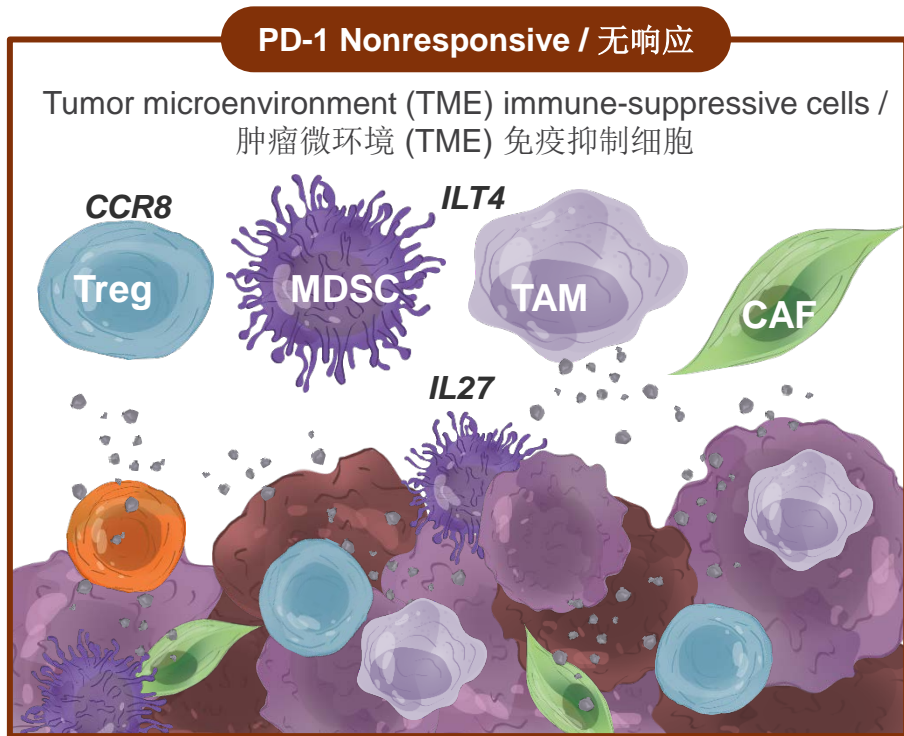 PD-1 Nonresponsive / 无响应
Tumor microenvironment (TME) immune-suppressive cells /
肿瘤微环境 (TME) 免疫抑制细胞
CCR8
ILT4
Treg
MDSC
TAM
CAF
IL27